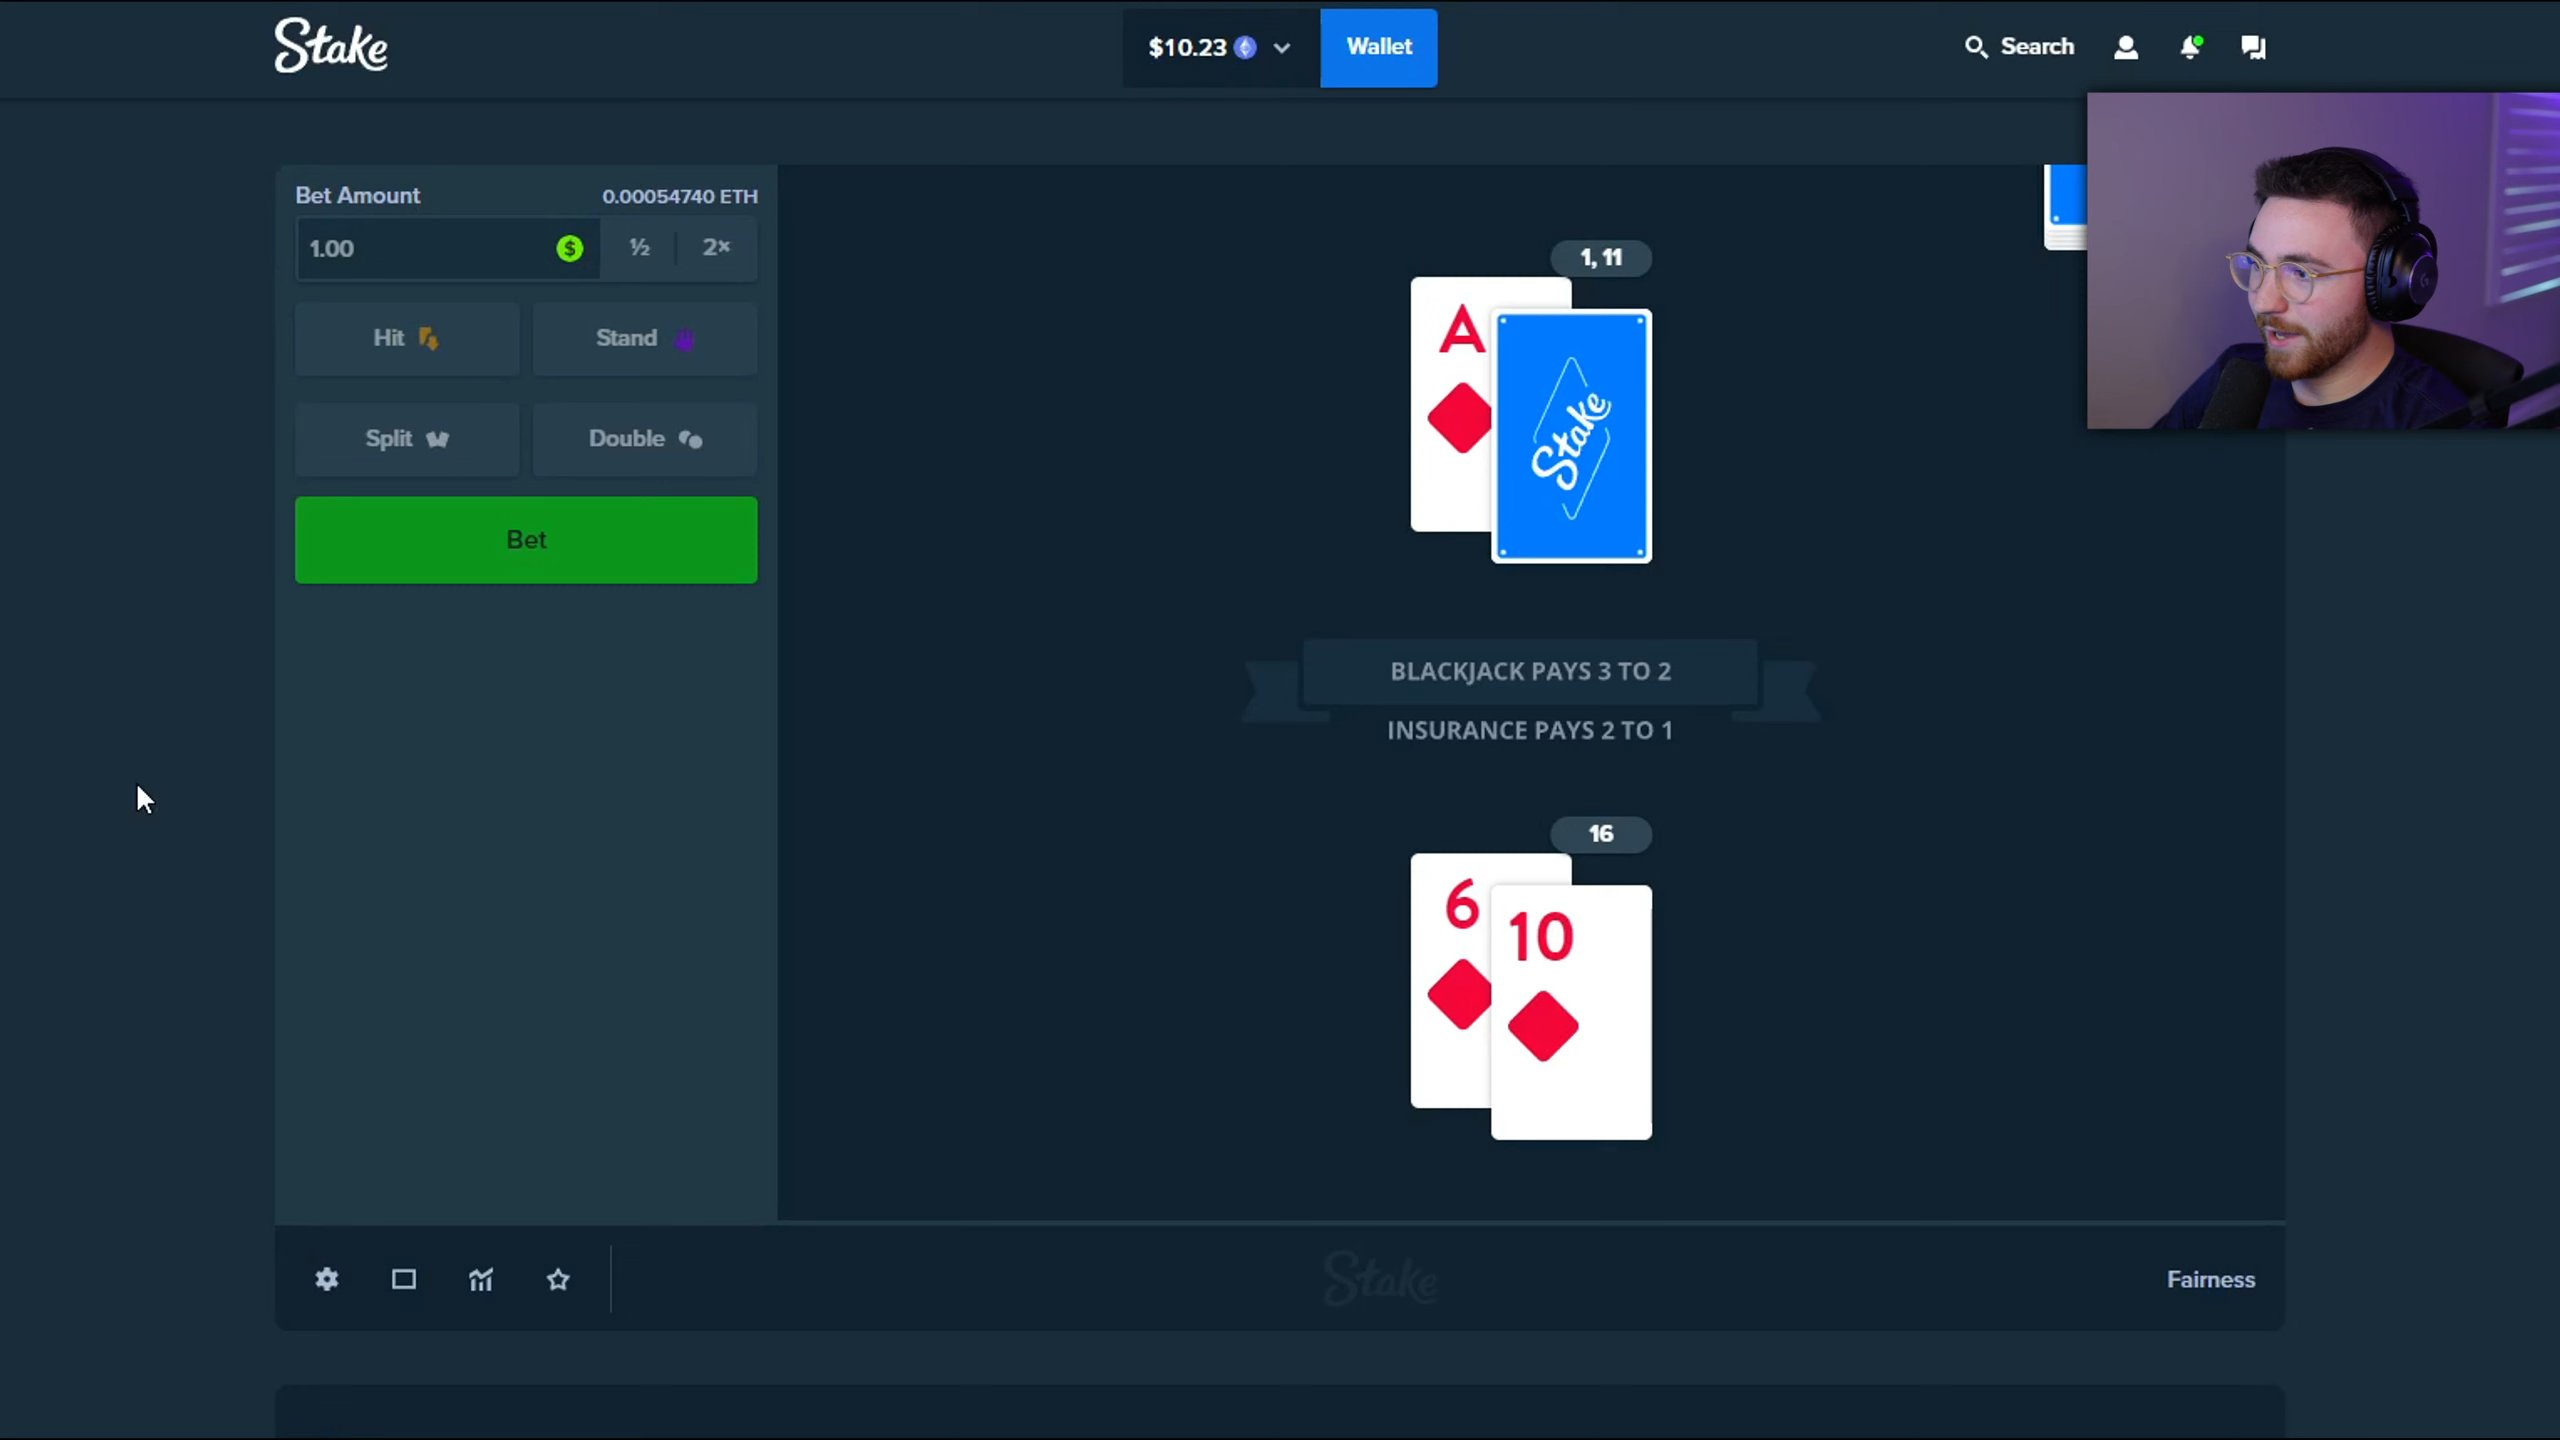 Stake
$10.23
Wallet
Search
Bet Amount
0.00054740 ETH
1.00
$
½
2×
Hit
Stand
Split
Double
Bet
1, 11
A
Stake
BLACKJACK PAYS 3 TO 2
INSURANCE PAYS 2 TO 1
16
6
10
Stake
Fairness